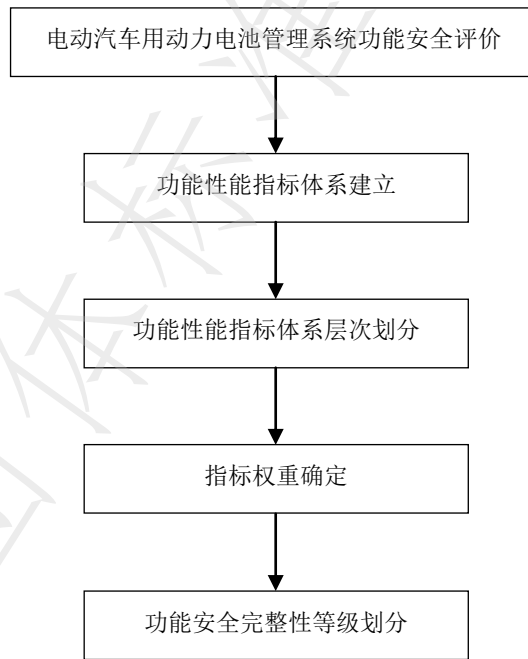 电动汽车用动力电池管理系统功能安全评价
功能性能指标体系建立
功能性能指标体系层次划分
指标权重确定
功能安全完整性等级划分